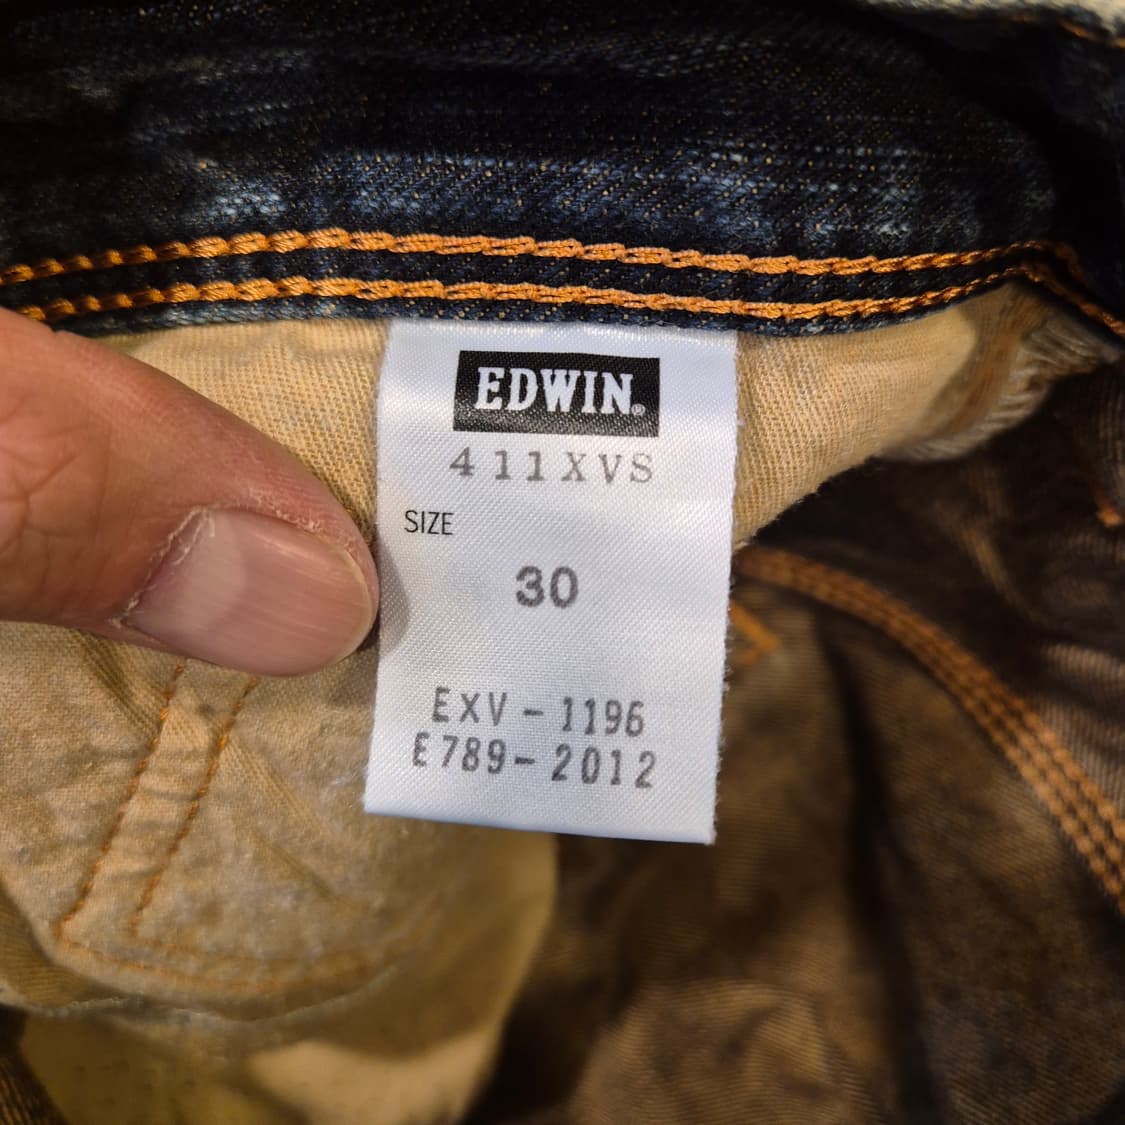 EDWIN®
411XVS
SIZE
30
EXV-1196
E789-2012